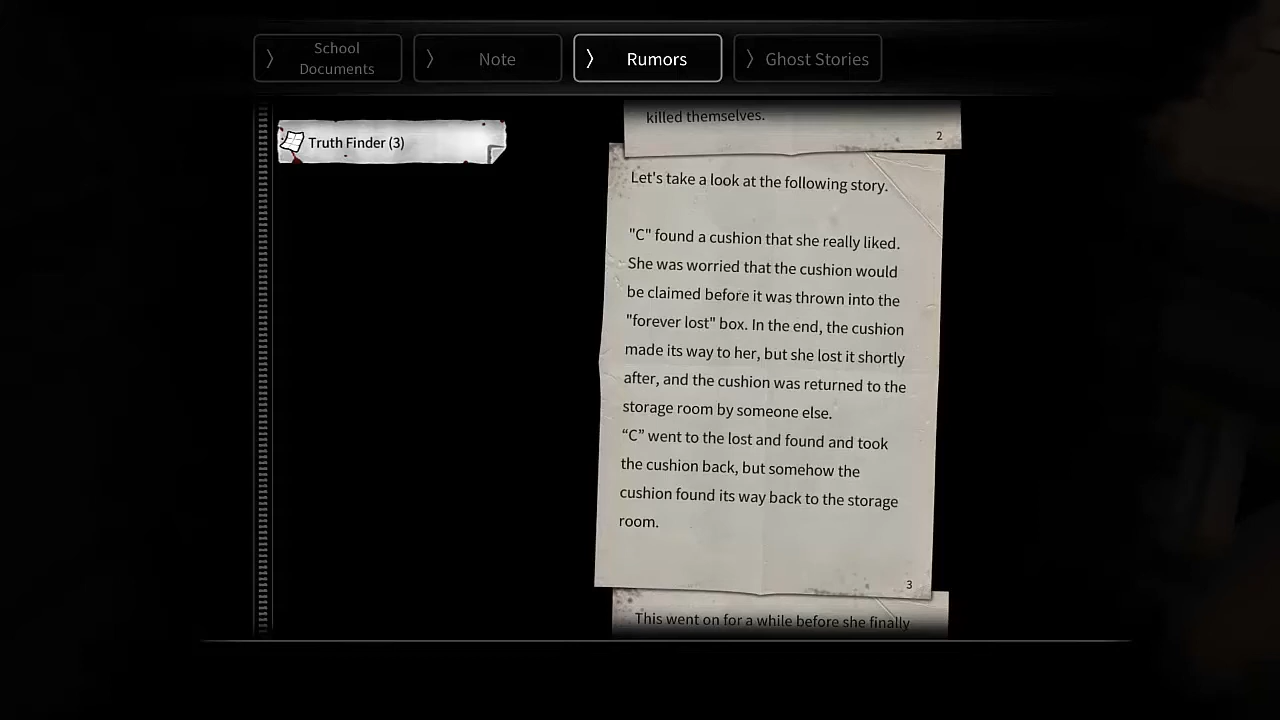 School
Documents
Note
Rumors
Ghost Stories
Truth Finder (3)
killed themselves.
2
Let's take a look at the following story.
"C" found a cushion that she really liked.
She was worried that the cushion would
be claimed before it was thrown into the
"forever lost" box. In the end, the cushion
made its way to her, but she lost it shortly
after, and the cushion was returned to the
storage room by someone else.
“C” went to the lost and found and took
the cushion back, but somehow the
cushion found its way back to the storage
room.
3
This went on for a while before she finally